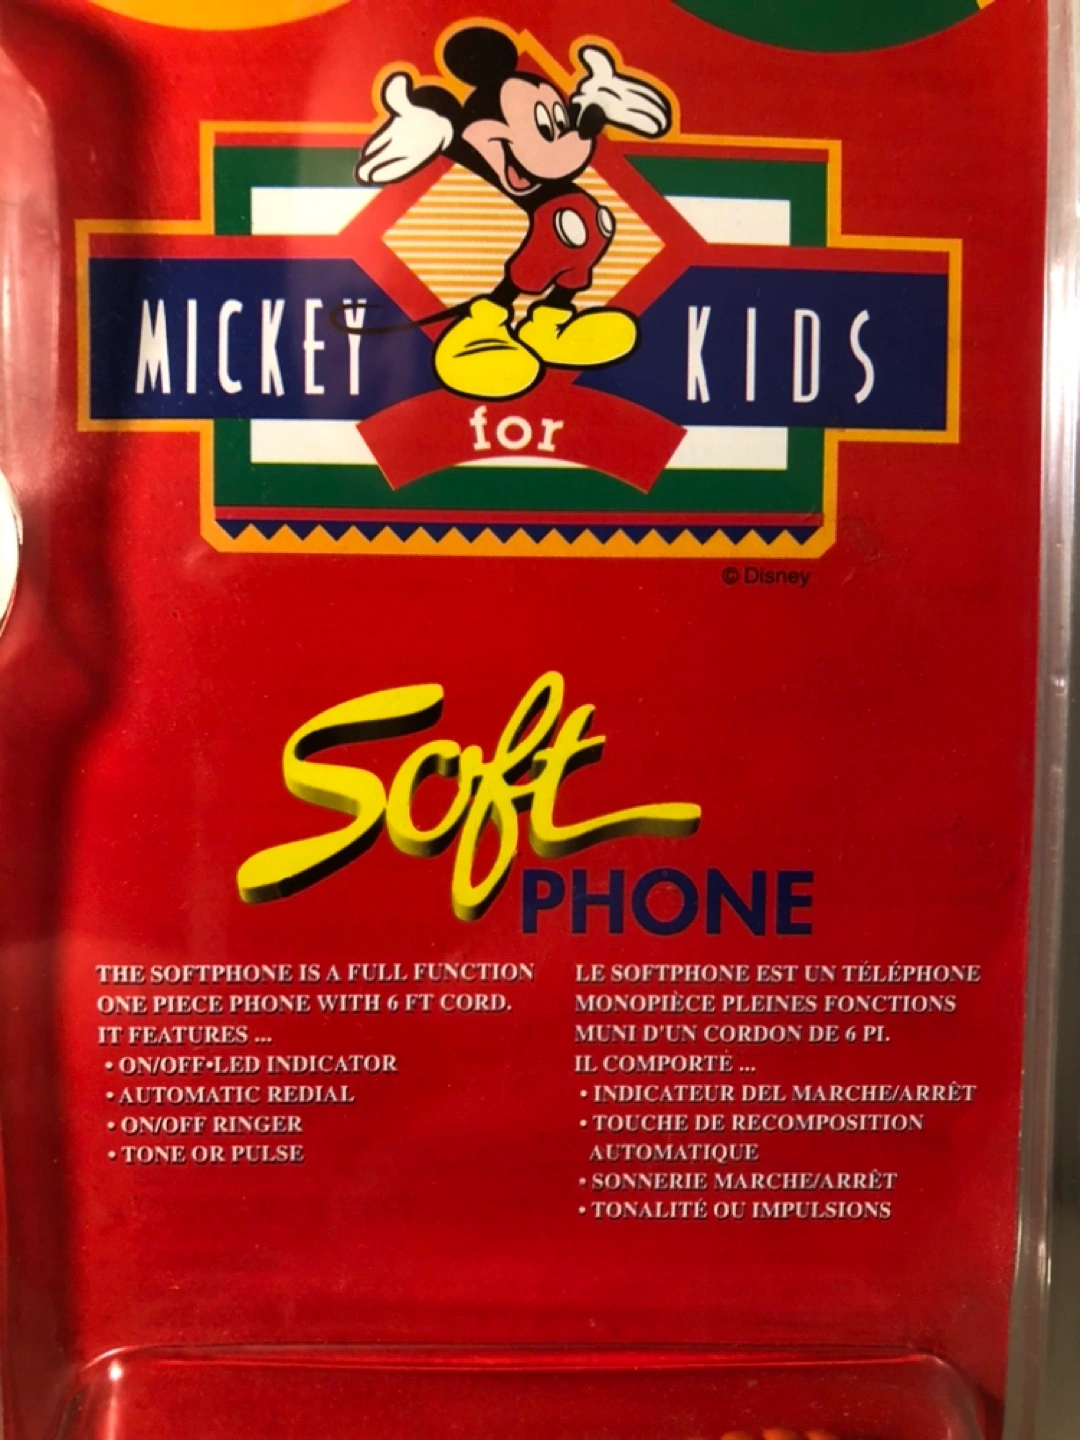 MICKEY for KIDS
© Disney
Soft
PHONE
THE SOFTPHONE IS A FULL FUNCTION
ONE PIECE PHONE WITH 6 FT CORD.
IT FEATURES ...
• ON/OFF•LED INDICATOR
• AUTOMATIC REDIAL
• ON/OFF RINGER
• TONE OR PULSE
LE SOFTPHONE EST UN TÉLÉPHONE
MONOPIÈCE PLEINES FONCTIONS
MUNI D'UN CORDON DE 6 PI.
IL COMPORTE ...
• INDICATEUR DEL MARCHE/ARRÊT
• TOUCHE DE RECOMPOSITION
AUTOMATIQUE
• SONNERIE MARCHE/ARRÊT
• TONALITÉ OU IMPULSIONS